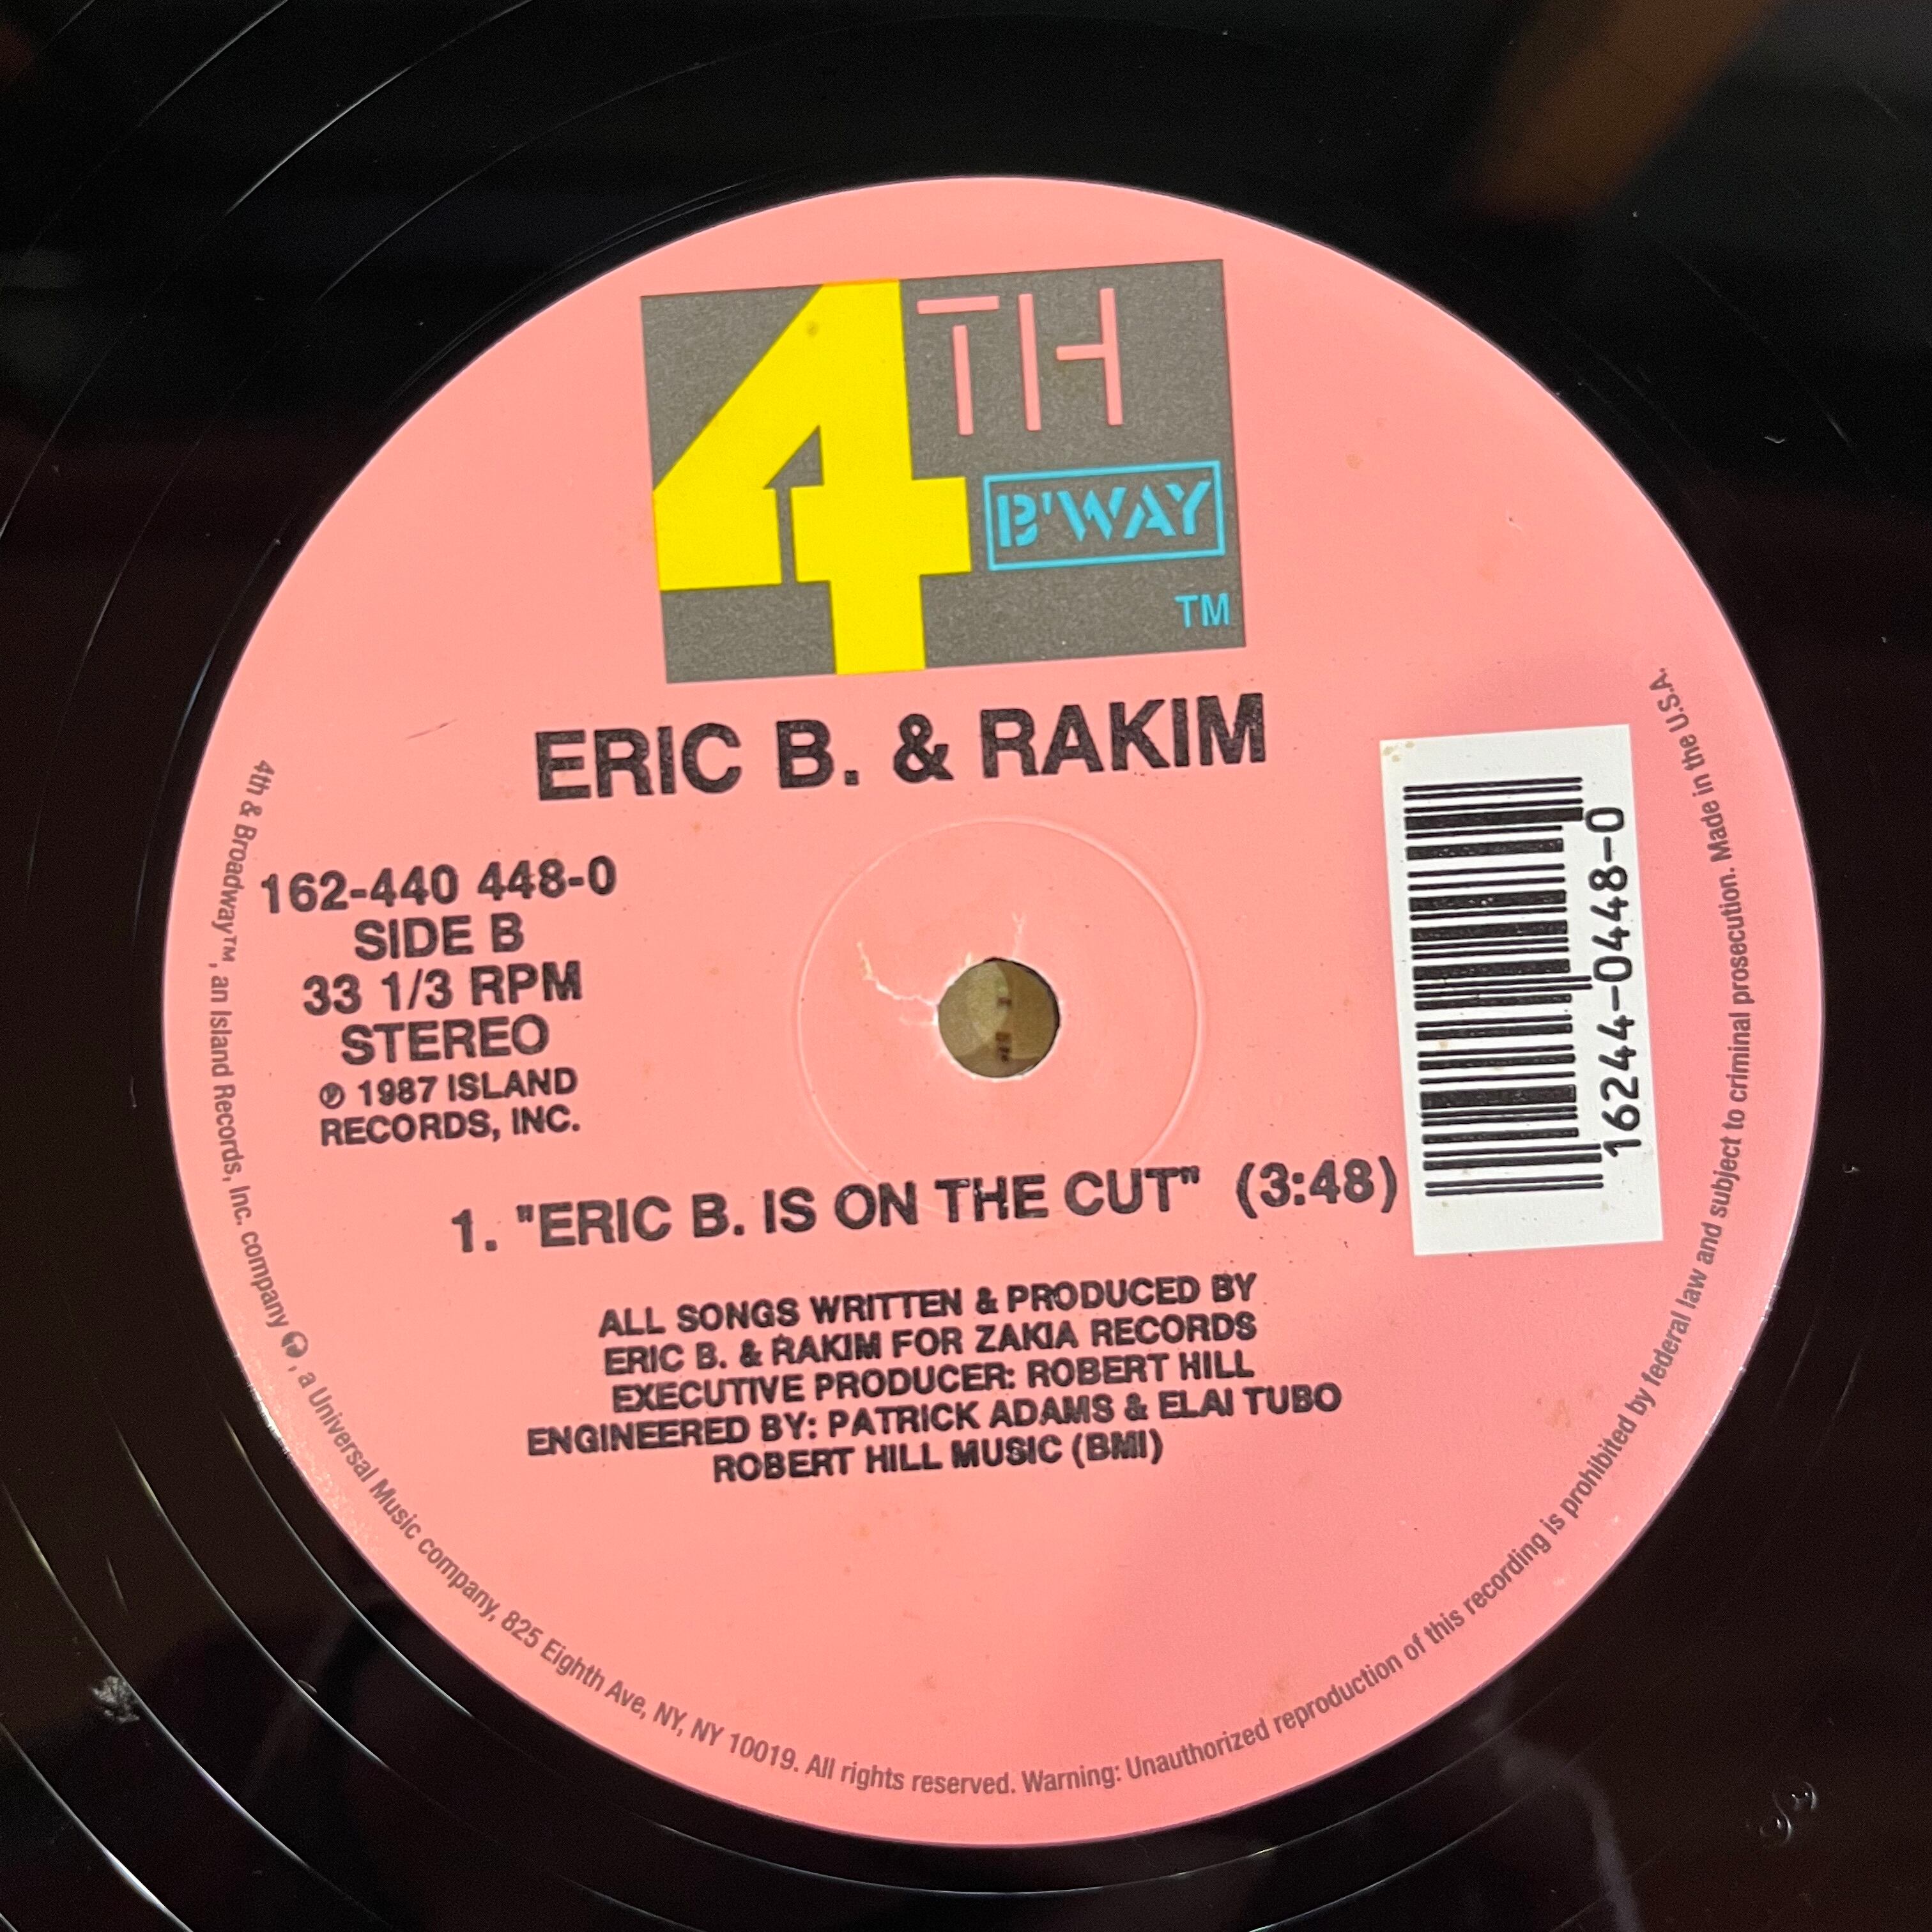 4TH
B'WAY
TM
ERIC B. & RAKIM
162-440 448-0
SIDE B
33 1/3 RPM
STEREO
℗ 1987 ISLAND
RECORDS, INC.
16244-0448-0
1. "ERIC B. IS ON THE CUT" (3:48)
ALL SONGS WRITTEN & PRODUCED BY
ERIC B. & RAKIM FOR ZAKIA RECORDS
EXECUTIVE PRODUCER: ROBERT HILL
ENGINEERED BY: PATRICK ADAMS & ELAI TUBO
ROBERT HILL MUSIC (BMI)
4th & Broadway™, an Island Records, Inc. company, a Universal Music company, 825 Eighth Ave, NY, NY 10019. All rights reserved. Warning: Unauthorized reproduction of this recording is prohibited by federal law and subject to criminal prosecution. Made in the U.S.A.